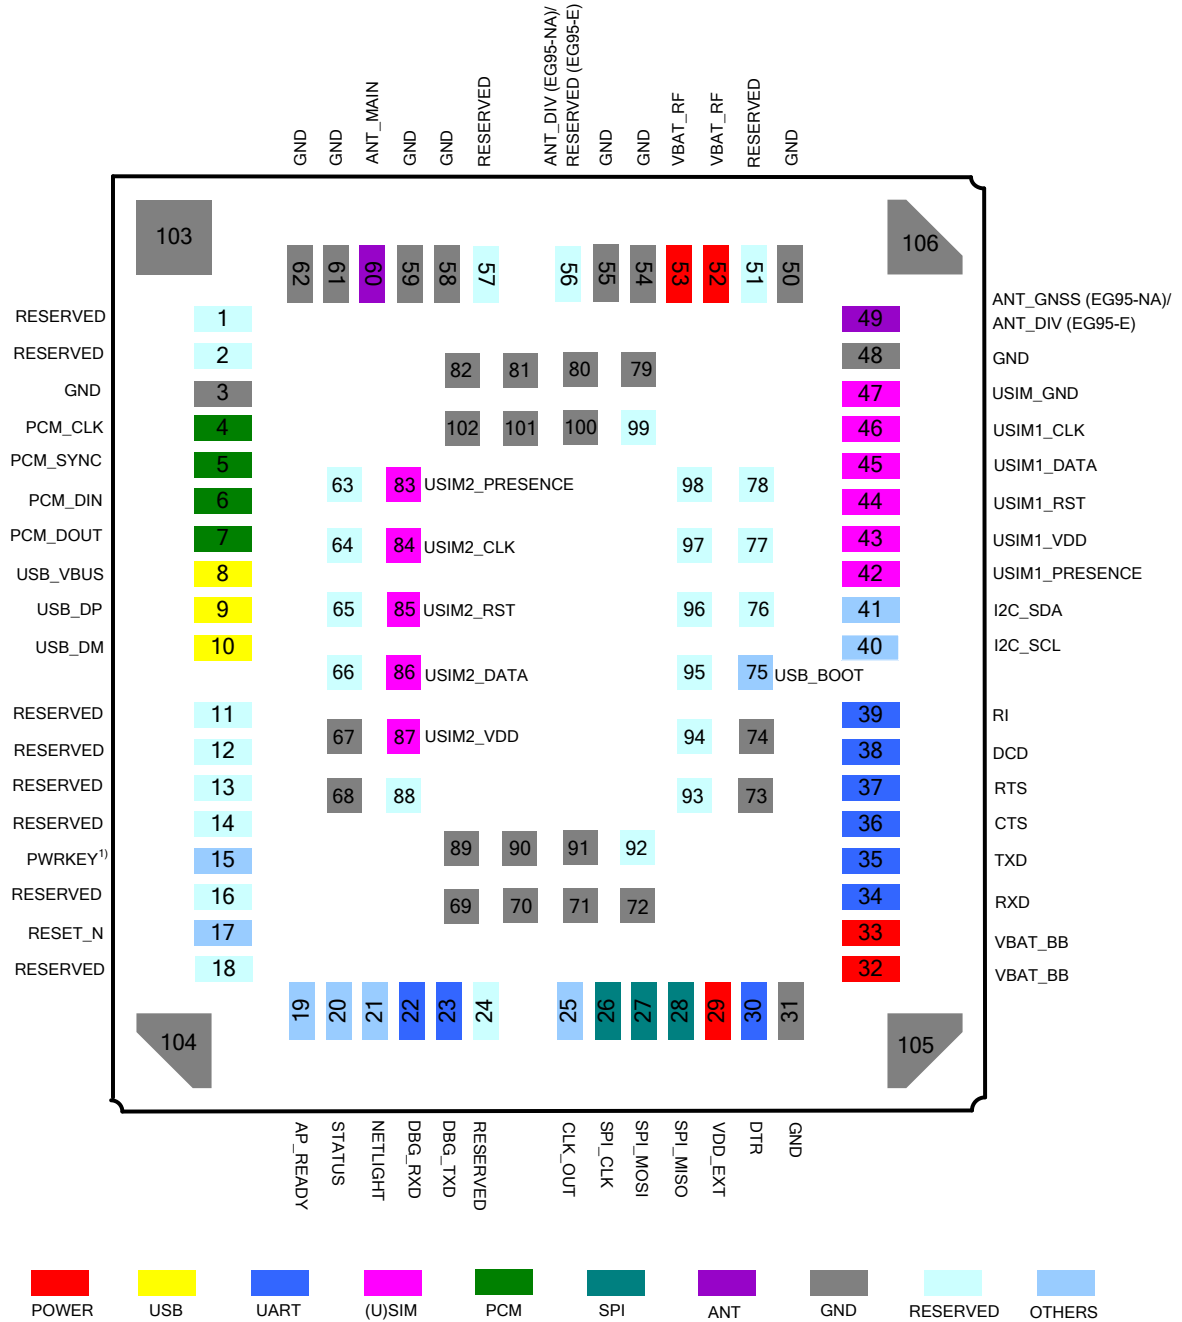 GND
GND
ANT_MAIN
GND
GND
RESERVED
ANT_DIV (EG95-NA)/
RESERVED (EG95-E)
GND
GND
VBAT_RF
VBAT_RF
RESERVED
GND
103
106
62
61
60
59
58
57
56
55
54
53
52
51
50
RESERVED
1
RESERVED
2
GND
3
PCM_CLK
4
PCM_SYNC
5
PCM_DIN
6
PCM_DOUT
7
USB_VBUS
8
USB_DP
9
USB_DM
10
RESERVED
11
RESERVED
12
RESERVED
13
RESERVED
14
PWRKEY1)
15
RESERVED
16
RESET_N
17
RESERVED
18
82
81
80
79
102
101
100
99
63
83 USIM2_PRESENCE
98
78
64
84 USIM2_CLK
97
77
65
85 USIM2_RST
96
76
66
86 USIM2_DATA
95
75 USB_BOOT
67
87 USIM2_VDD
94
74
68
88
93
73
89
90
91
92
69
70
71
72
ANT_GNSS (EG95-NA)/
ANT_DIV (EG95-E)
49
48
GND
47
USIM_GND
46
USIM1_CLK
45
USIM1_DATA
44
USIM1_RST
43
USIM1_VDD
42
USIM1_PRESENCE
41
I2C_SDA
40
I2C_SCL
39
RI
38
DCD
37
RTS
36
CTS
35
TXD
34
RXD
33
VBAT_BB
32
VBAT_BB
104
105
19
20
21
22
23
24
25
26
27
28
29
30
31
AP_READY
STATUS
NETLIGHT
DBG_RXD
DBG_TXD
RESERVED
CLK_OUT
SPI_CLK
SPI_MOSI
SPI_MISO
VDD_EXT
DTR
GND
POWER
USB
UART
(U)SIM
PCM
SPI
ANT
GND
RESERVED
OTHERS